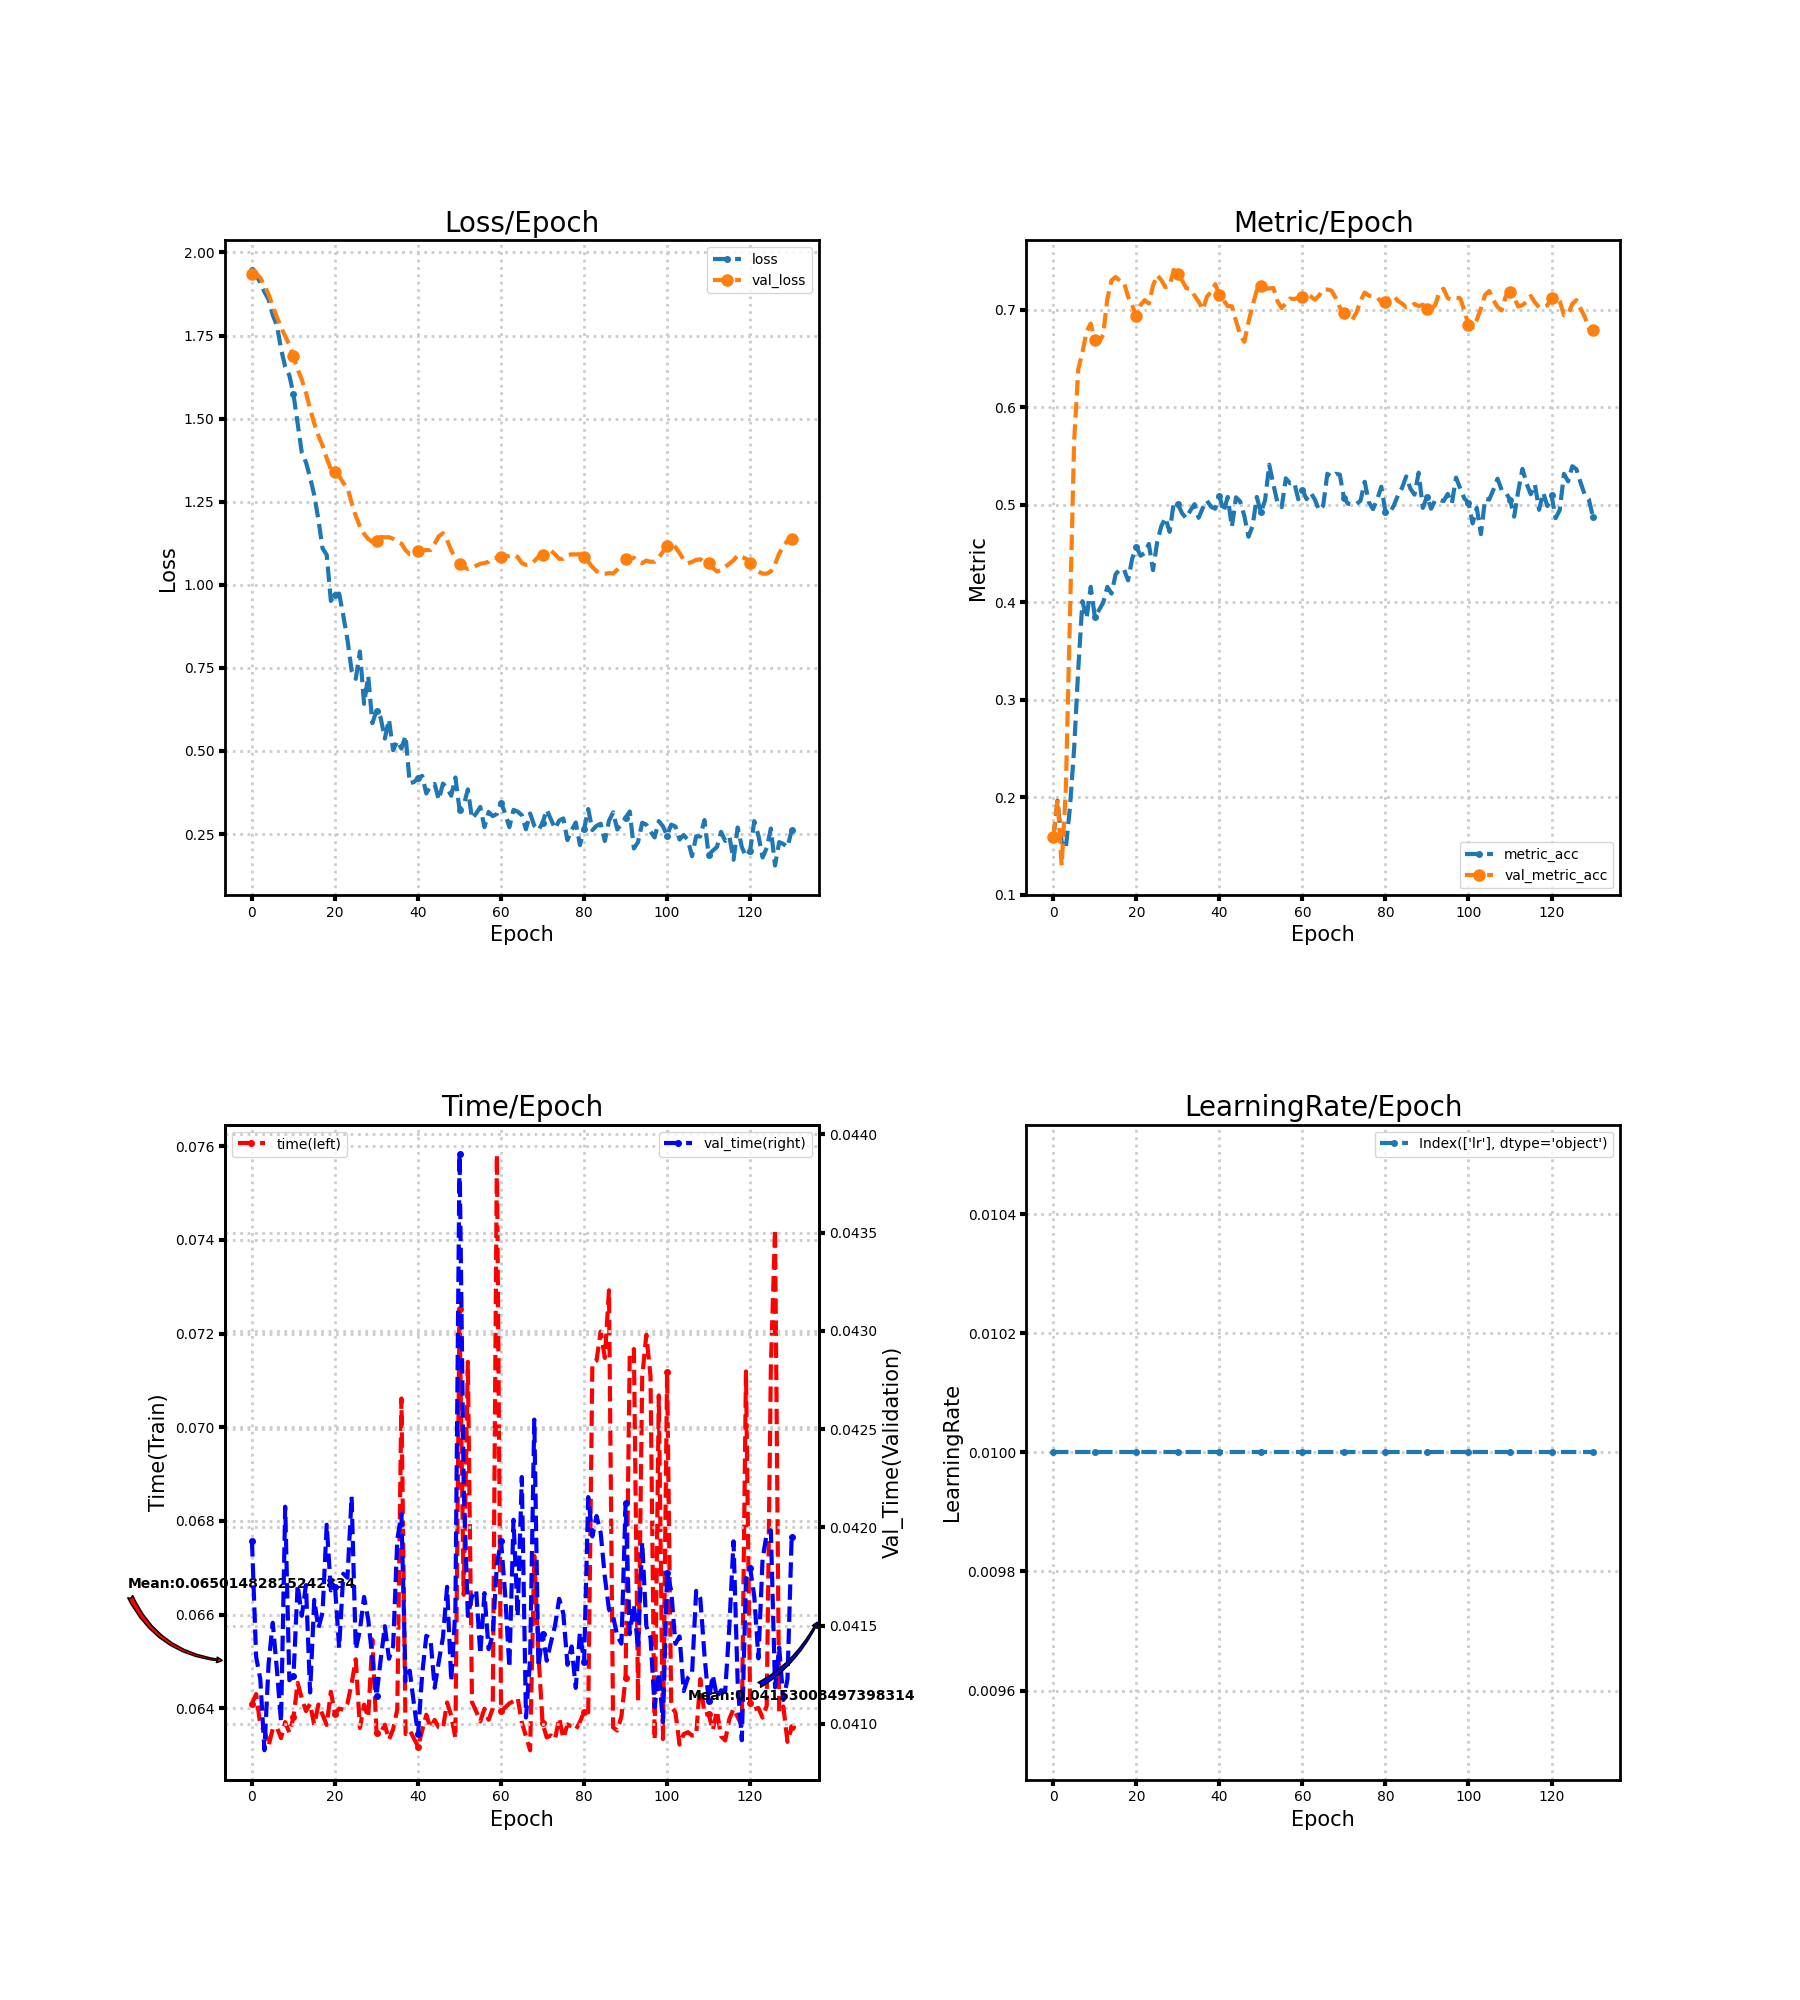 Loss/Epoch
2.00
1.75
1.50
1.25
1.00
0.75
0.50
0.25
Loss
loss
val_loss
0 20 40 60 80 100 120
Epoch
Metric/Epoch
0.7
0.6
0.5
0.4
0.3
0.2
0.1
Metric
metric_acc
val_metric_acc
0 20 40 60 80 100 120
Epoch
Time/Epoch
time(left)
val_time(right)
0.076
0.074
0.072
0.070
0.068
0.066
0.064
Time(Train)
0.0440
0.0435
0.0430
0.0425
0.0420
0.0415
0.0410
Val_Time(Validation)
0 20 40 60 80 100 120
Epoch
LearningRate/Epoch
Index(['lr'], dtype='object')
0.0104
0.0102
0.0100
0.0098
0.0096
LearningRate
0 20 40 60 80 100 120
Epoch